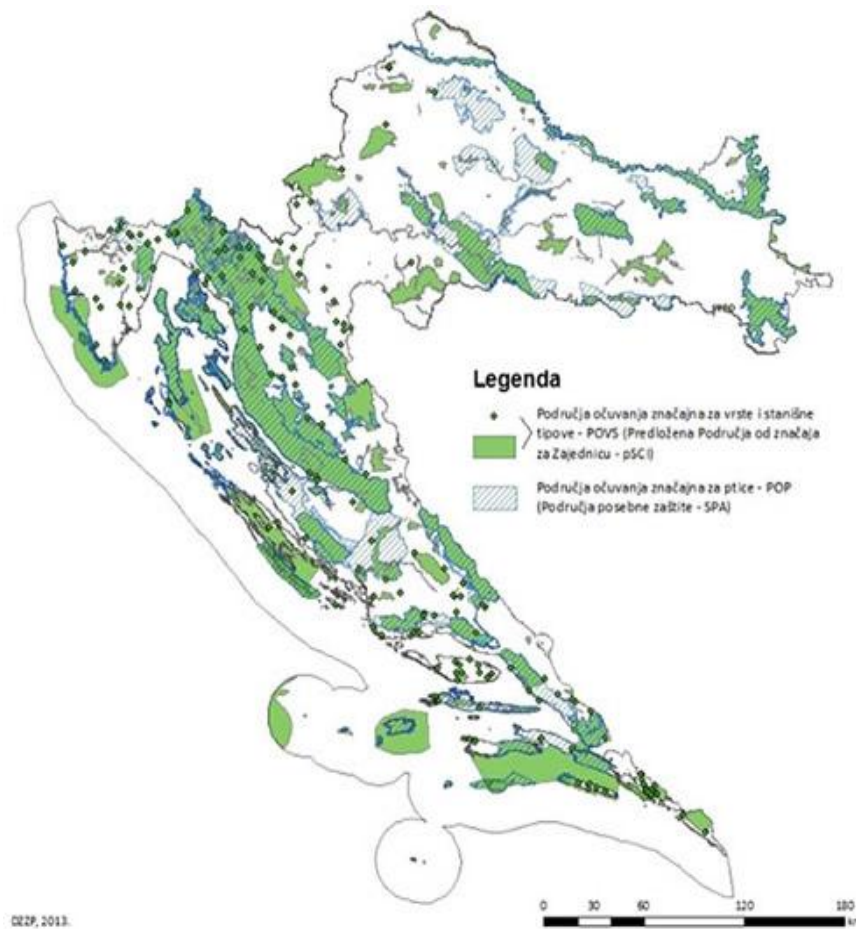 Legenda
Područja očuvanja značajna za vrste i stanišne
tipove - POVS (Predložena Područja od značaja
za Zajednicu - pSCI)
Područja očuvanja značajna za ptice - POP
(Područja posebne zaštite - SPA)
DZZP, 2013.
0 30 60 120 180